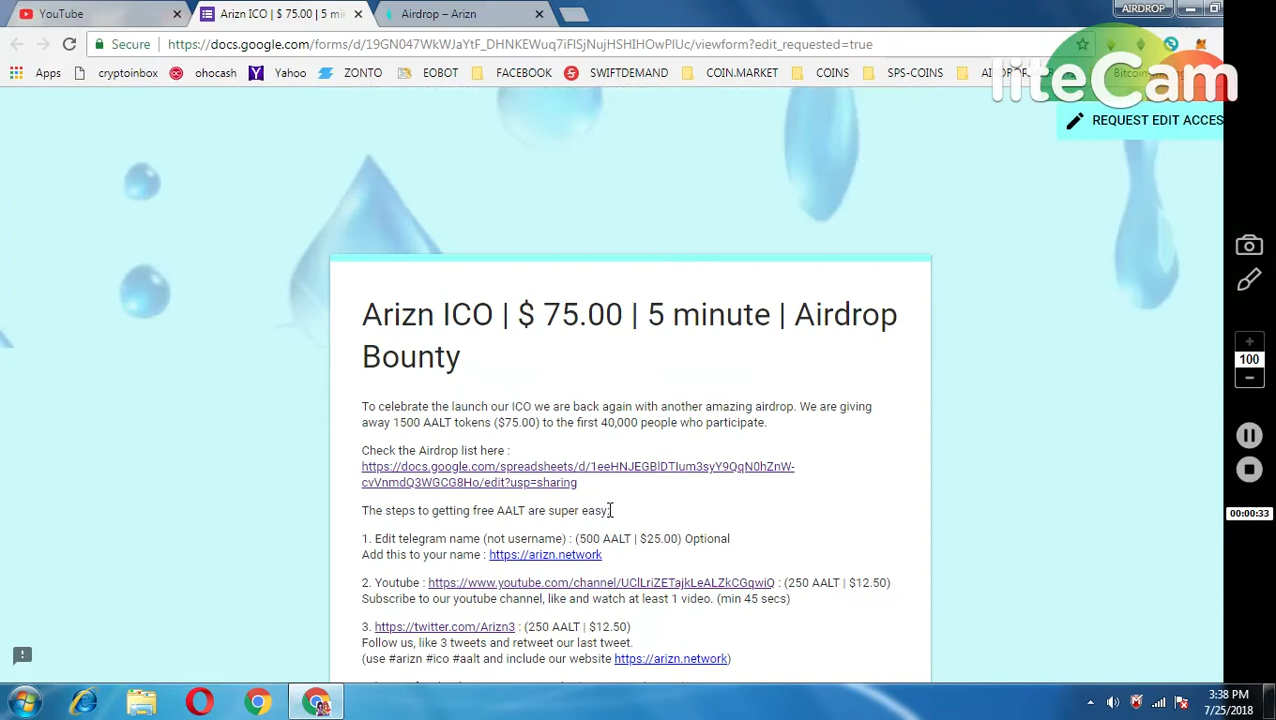 YouTube
Arizn ICO | $ 75.00 | 5 mi
Airdrop – Arizn
AIRDROP
Secure
https://docs.google.com/forms/d/19GN047WkWJaYtF_DHNKEWuq7iFlSjNujHSHIHOwPlUc/viewform?edit_requested=true
Apps
cryptoinbox
ohocash
Yahoo
ZON
EOBOT
FACEBOOK
SWIFTDEMAND
COIN.MARKET
COINS
SPS-COINS
liteCam
REQUEST EDIT ACCES
Arizn ICO | $ 75.00 | 5 minute | Airdrop
Bounty
To celebrate the launch our ICO we are back again with another amazing airdrop. We are giving
away 1500 AALT tokens ($75.00) to the first 40,000 people who participate.
Check the Airdrop list here :
https://docs.google.com/spreadsheets/d/1eeHNJEGBlDTIum3syY9QqN0hZnW-
cvVnmdQ3WGCG8Ho/edit?usp=sharing
The steps to getting free AALT are super easy:
1. Edit telegram name (not username) : (500 AALT | $25.00) Optional
Add this to your name : https://arizn.network
2. Youtube : https://www.youtube.com/channel/UClLriZETajkLeALZkCGqwiQ : (250 AALT | $12.50)
Subscribe to our youtube channel, like and watch at least 1 video. (min 45 secs)
3. https://twitter.com/Arizn3 : (250 AALT | $12.50)
Follow us, like 3 tweets and retweet our last tweet.
(use #arizn #ico #aalt and include our website https://arizn.network)
100
00:00:33
3:38 PM
7/25/2018